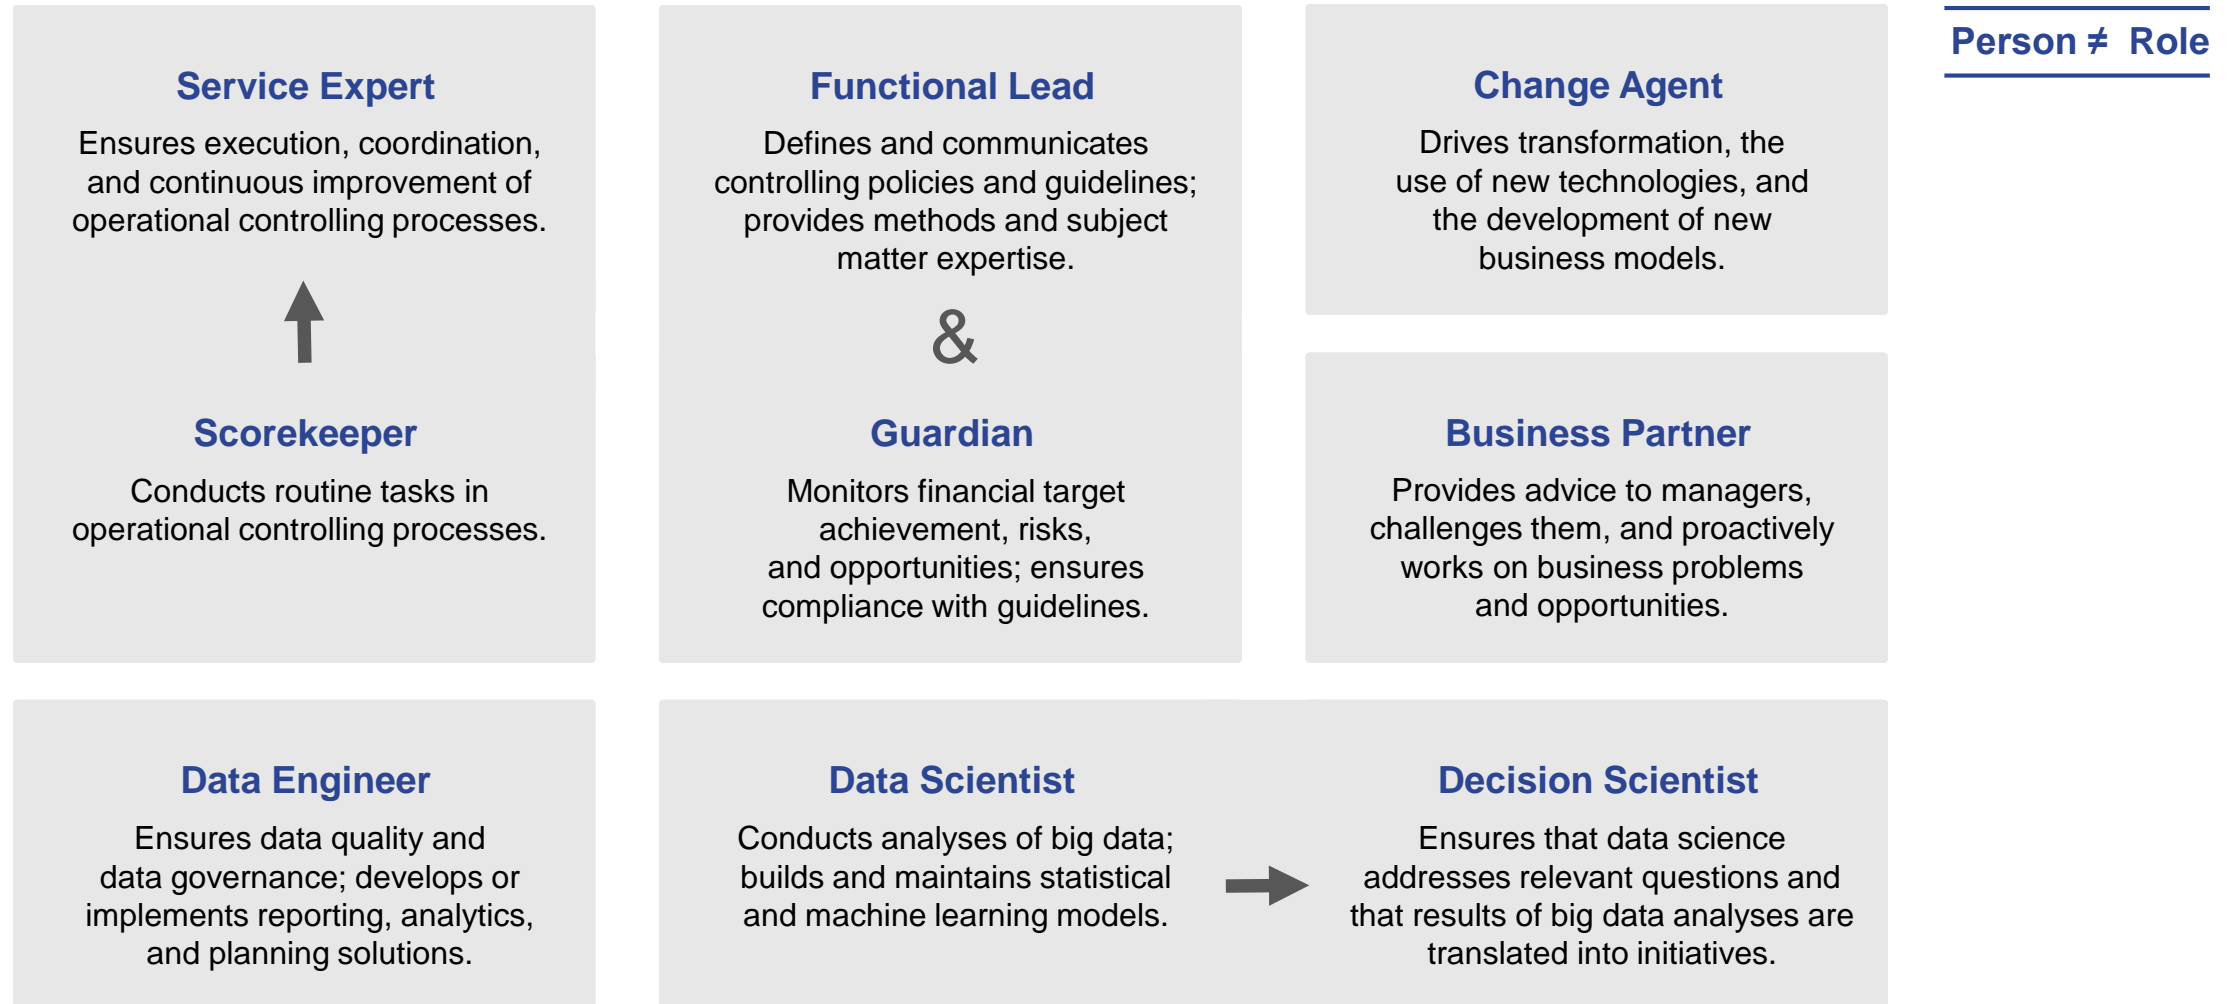 Person ≠ Role
Service Expert
Ensures execution, coordination,
and continuous improvement of
operational controlling processes.
Scorekeeper
Conducts routine tasks in
operational controlling processes.
Functional Lead
Defines and communicates
controlling policies and guidelines;
provides methods and subject
matter expertise.
&
Guardian
Monitors financial target
achievement, risks,
and opportunities; ensures
compliance with guidelines.
Change Agent
Drives transformation, the
use of new technologies, and
the development of new
business models.
Business Partner
Provides advice to managers,
challenges them, and proactively
works on business problems
and opportunities.
Data Engineer
Ensures data quality and
data governance; develops or
implements reporting, analytics,
and planning solutions.
Data Scientist
Conducts analyses of big data;
builds and maintains statistical
and machine learning models.
Decision Scientist
Ensures that data science
addresses relevant questions and
that results of big data analyses are
translated into initiatives.